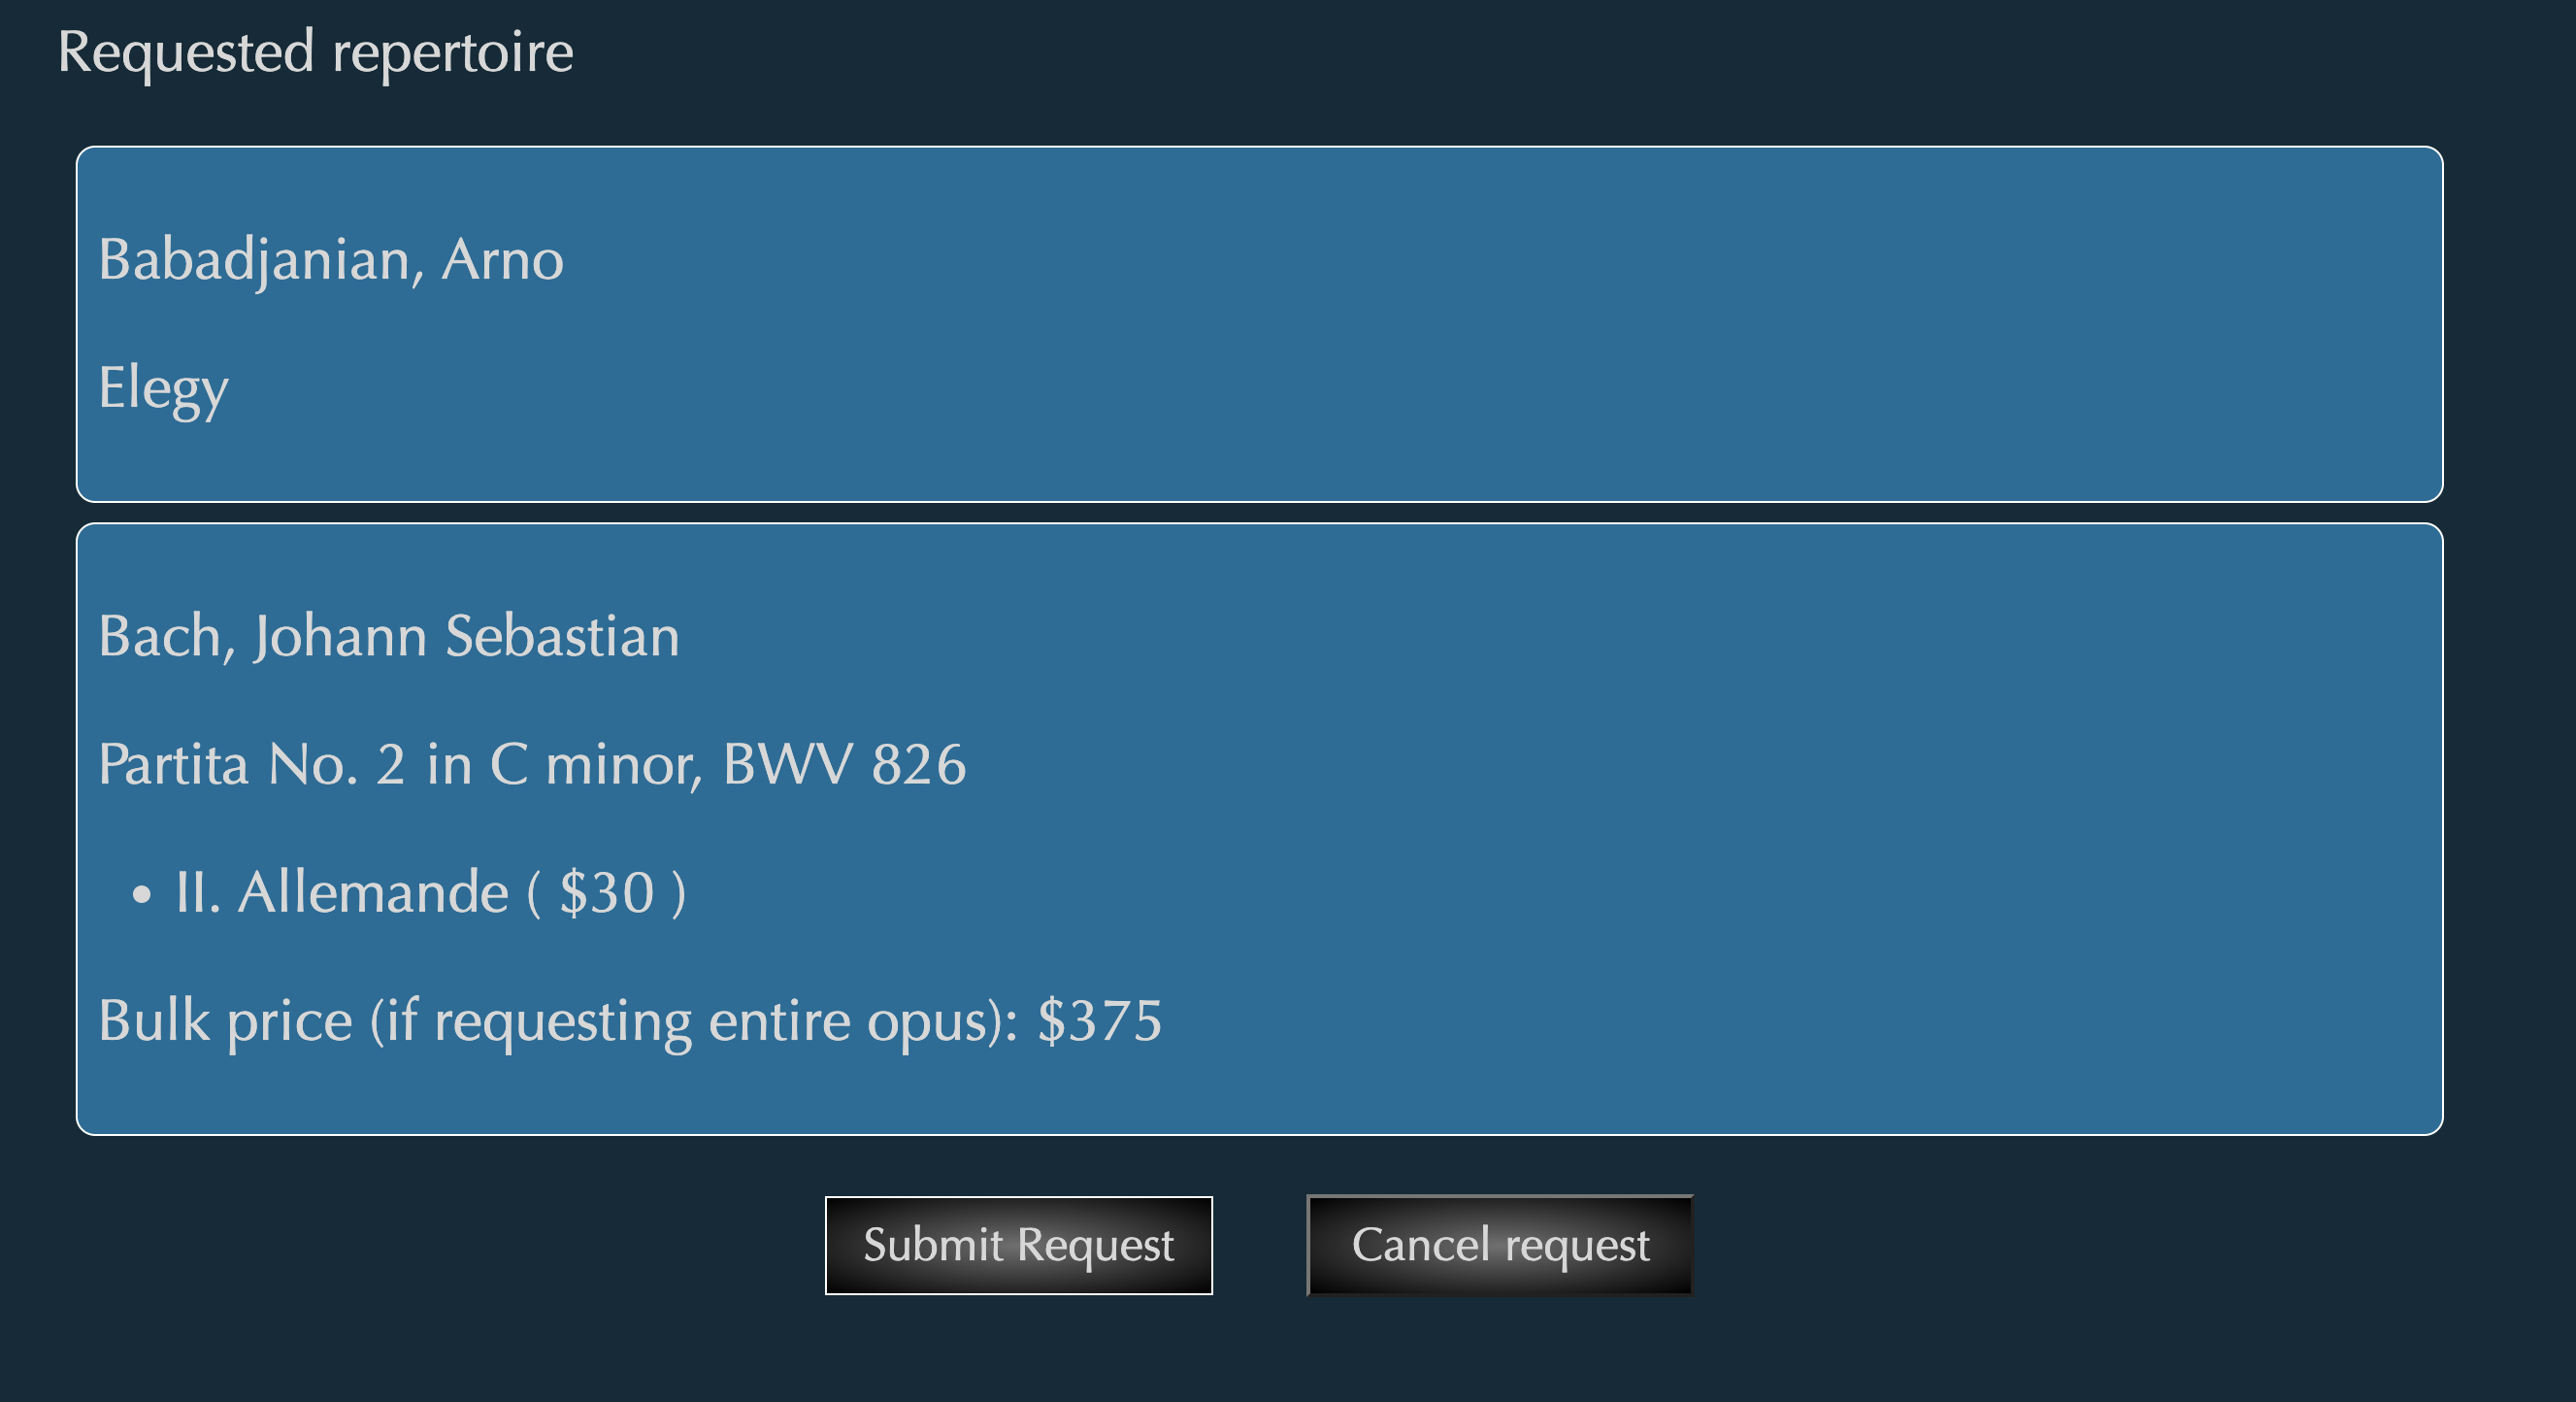 Requested repertoire
Babadjanian, Arno
Elegy
Bach, Johann Sebastian
Partita No. 2 in C minor, BWV 826
• II. Allemande ( $30 )
Bulk price (if requesting entire opus): $375
Submit Request
Cancel request